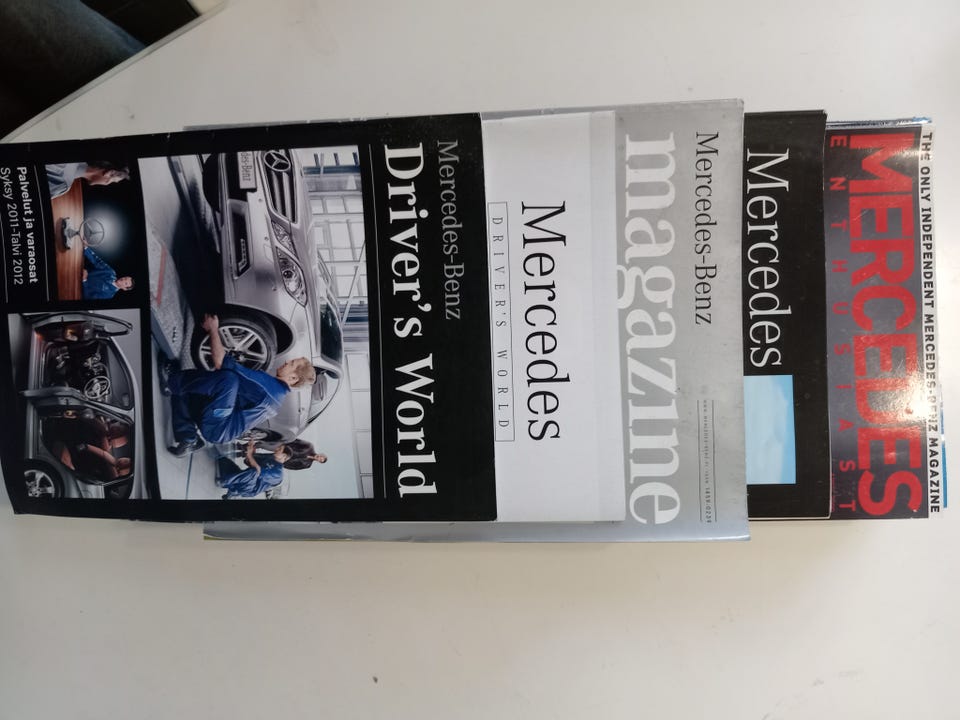 THE ONLY INDEPENDENT MERCEDES-BENZ MAGAZINE
MERCEDES
ENTHUSIAST
Mercedes
Mercedes-Benz
magazine
Mercedes
DRIVER'S WORLD
Mercedes-Benz
Driver's World
Palvelut ja varaosat
Syksy 2011-Talvi 2012